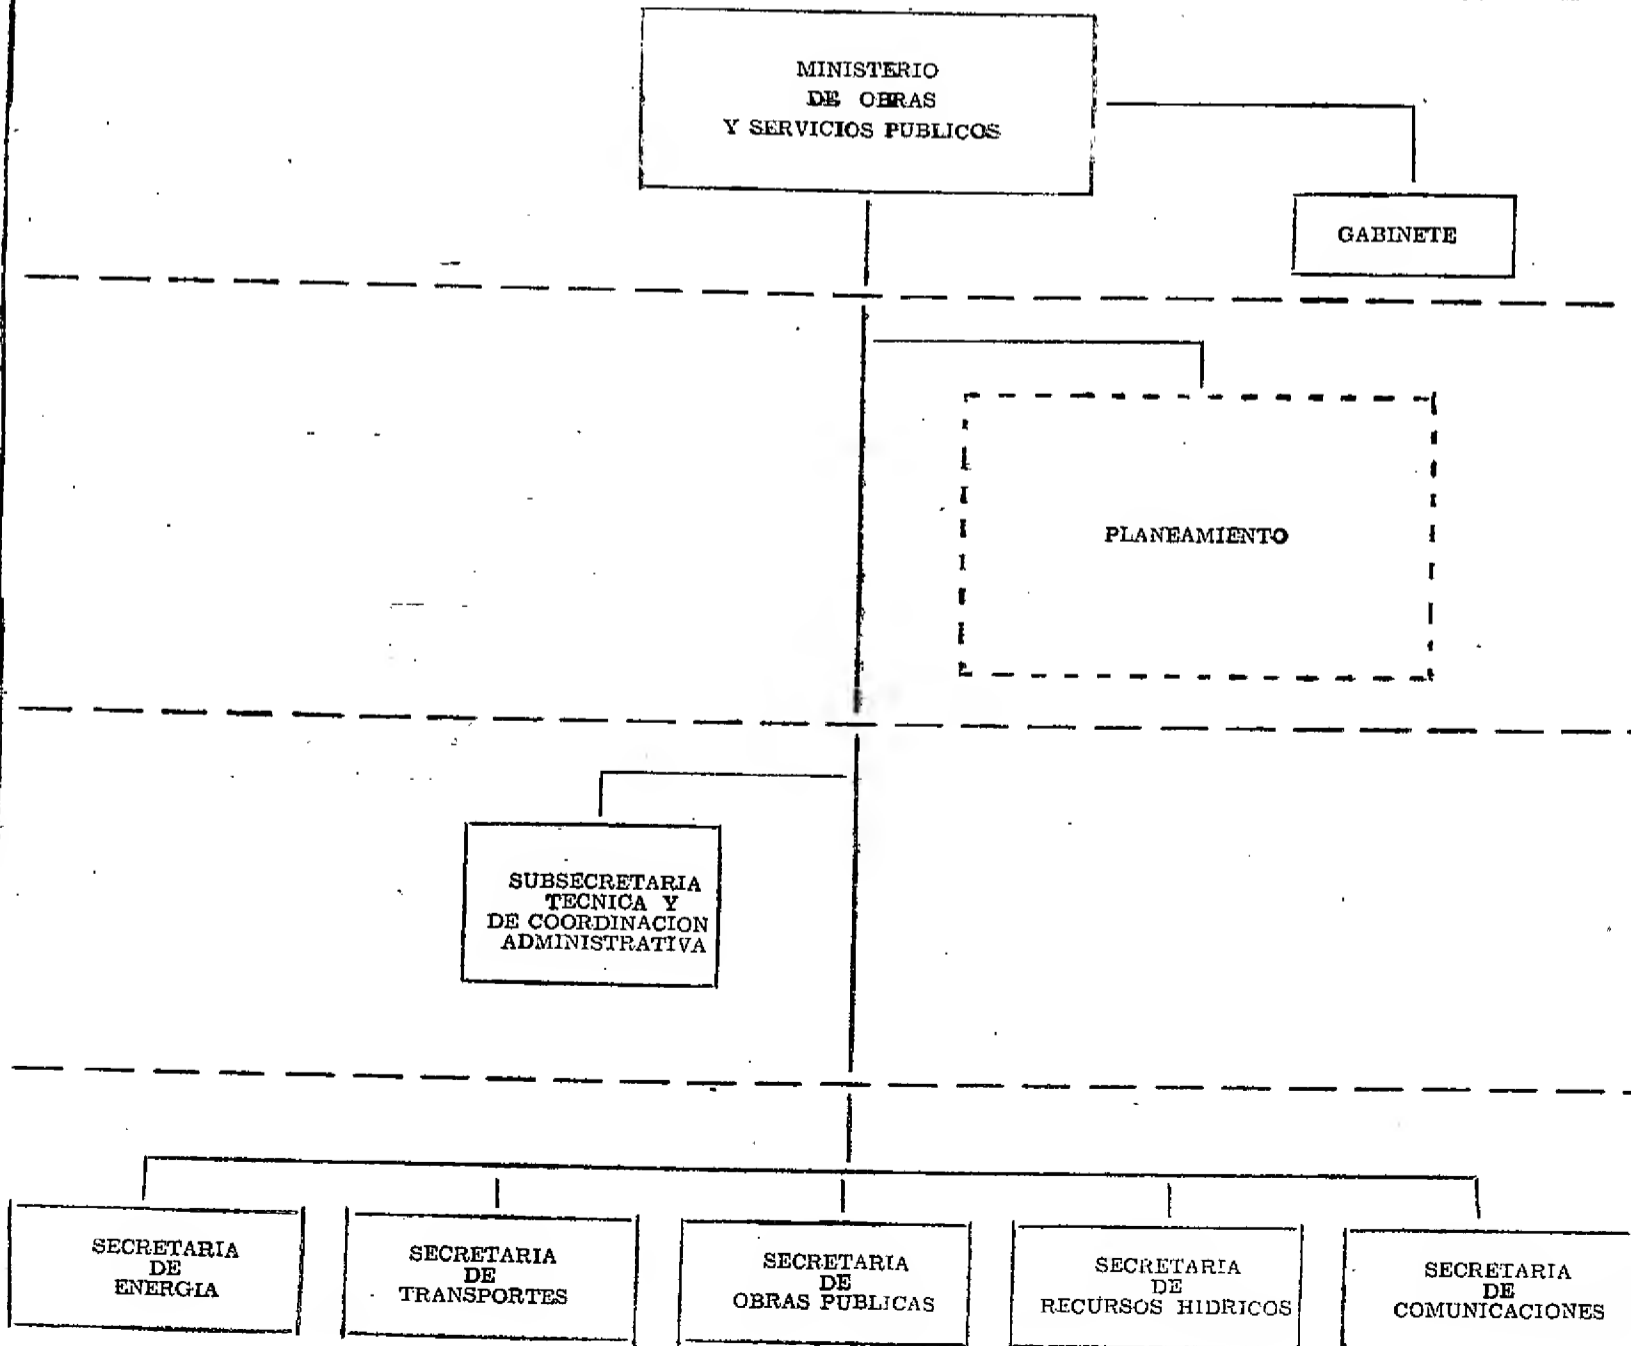 MINISTERIO
DE OBRAS
Y SERVICIOS PUBLICOS
GABINETE
PLANEAMIENTO
SUBSECRETARIA
TECNICA Y
DE COORDINACION
ADMINISTRATIVA
SECRETARIA
DE
ENERGIA
SECRETARIA
DE
TRANSPORTES
SECRETARIA
DE
OBRAS PUBLICAS
SECRETARIA
DE
RECURSOS HIDRICOS
SECRETARIA
DE
COMUNICACIONES